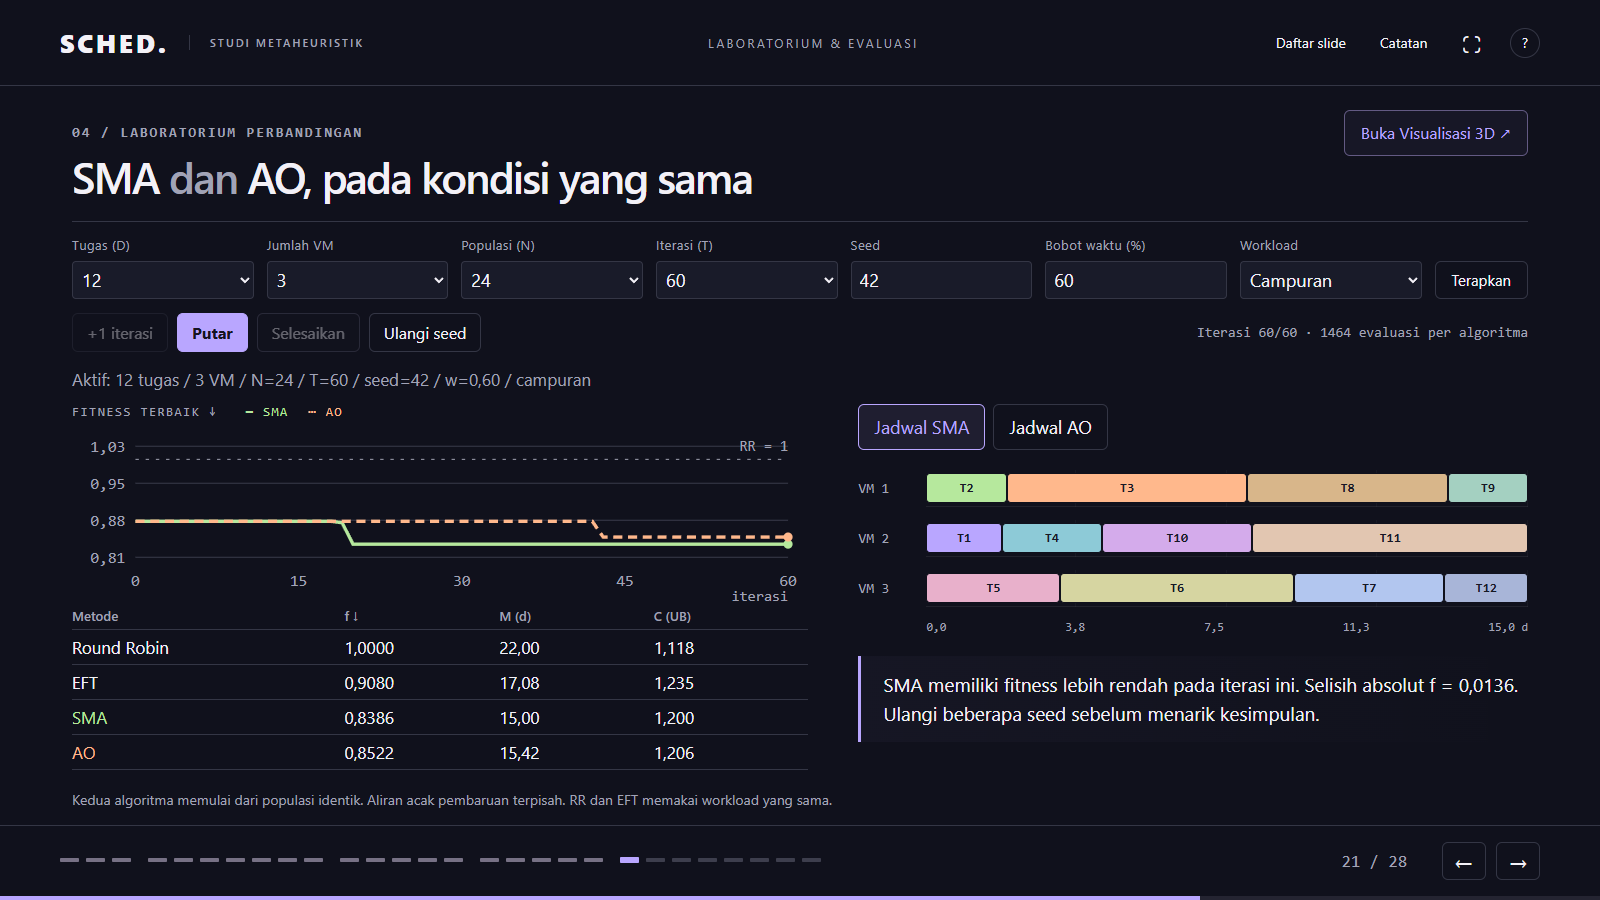 SCHED.
STUDI METAHEURISTIK
LABORATORIUM & EVALUASI
Daftar slide
Catatan
?
04 / LABORATORIUM PERBANDINGAN
Buka Visualisasi 3D ↗
SMA dan AO, pada kondisi yang sama
Tugas (D)
Jumlah VM
Populasi (N)
Iterasi (T)
Seed
Bobot waktu (%)
Workload
12
3
24
60
42
60
Campuran
Terapkan
+1 iterasi
Putar
Selesaikan
Ulangi seed
Iterasi 60/60 · 1464 evaluasi per algoritma
Aktif: 12 tugas / 3 VM / N=24 / T=60 / seed=42 / w=0,60 / campuran
FITNESS TERBAIK ↓
SMA
AO
RR = 1
1,03
0,95
0,88
0,81
0
15
30
45
60
iterasi
Metode f↓ M (d) C (UB)
Round Robin 1,0000 22,00 1,118
EFT 0,9080 17,08 1,235
SMA 0,8386 15,00 1,200
AO 0,8522 15,42 1,206
Kedua algoritma memulai dari populasi identik. Aliran acak pembaruan terpisah. RR dan EFT memakai workload yang sama.
Jadwal SMA
Jadwal AO
VM 1 T2 T3 T8 T9
VM 2 T1 T4 T10 T11
VM 3 T5 T6 T7 T12
0,0 3,8 7,5 11,3 15,0 d
SMA memiliki fitness lebih rendah pada iterasi ini. Selisih absolut f = 0,0136.
Ulangi beberapa seed sebelum menarik kesimpulan.
21 / 28
← →